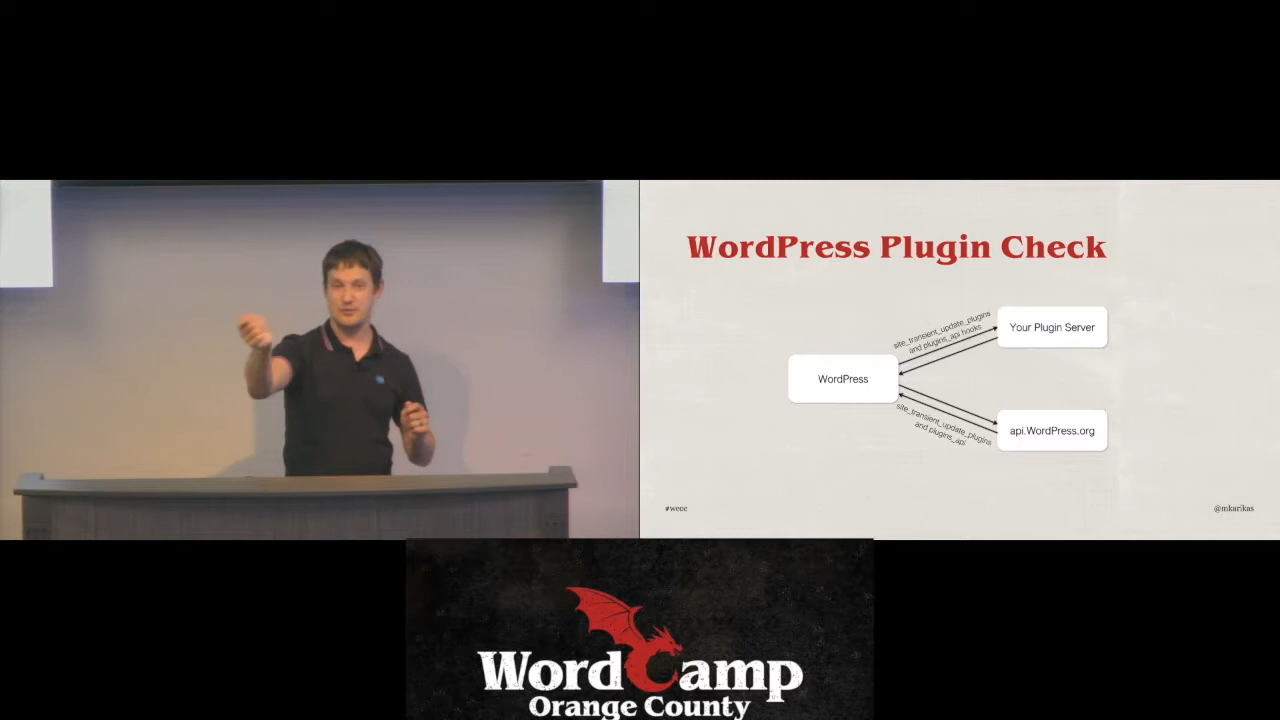 WordPress Plugin Check
site_transient_update_plugins
and plugins_api hooks
Your Plugin Server
WordPress
site_transient_update_plugins
and plugins_api
api.WordPress.org
#wcoc
@mkarikas
WordCamp
Orange County